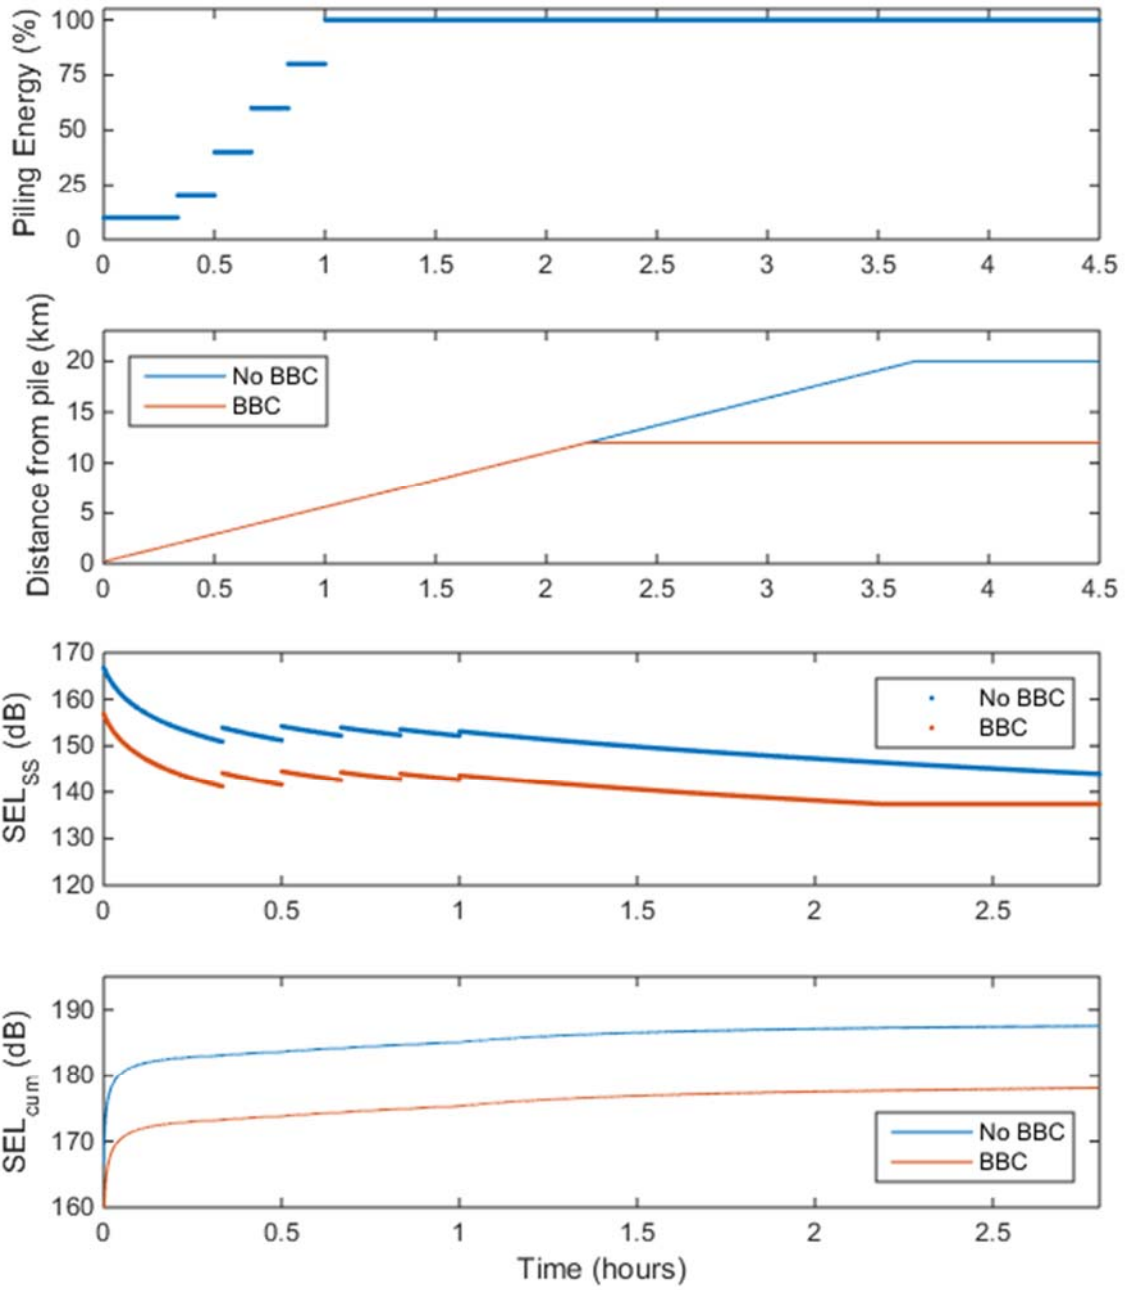 Piling Energy (%)
100
75
50
25
0
0 0.5 1 1.5 2 2.5 3 3.5 4 4.5
Distance from pile (km)
20
15
10
5
0
No BBC
BBC
0 0.5 1 1.5 2 2.5 3 3.5 4 4.5
SELSS (dB)
170
160
150
140
130
120
No BBC
BBC
0 0.5 1 1.5 2 2.5
SELcum (dB)
190
180
170
160
No BBC
BBC
0 0.5 1 1.5 2 2.5
Time (hours)